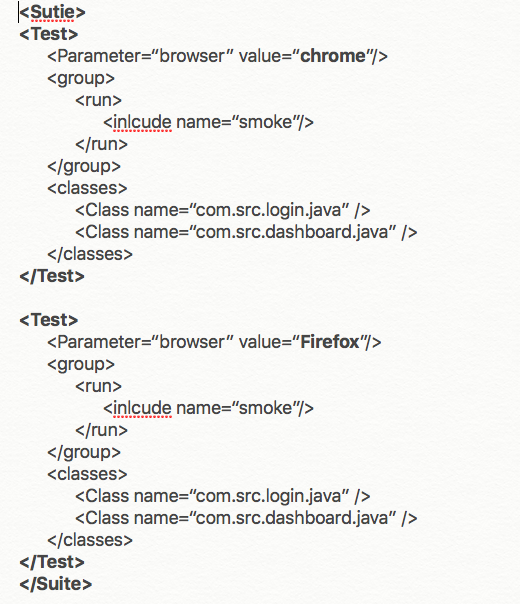 <Sutie>
<Test>
<Parameter=“browser” value=“chrome”/>
<group>
<run>
<inlcude name=“smoke”/>
</run>
</group>
<classes>
<Class name=“com.src.login.java” />
<Class name=“com.src.dashboard.java” />
</classes>
</Test>
<Test>
<Parameter=“browser” value=“Firefox”/>
<group>
<run>
<inlcude name=“smoke”/>
</run>
</group>
<classes>
<Class name=“com.src.login.java” />
<Class name=“com.src.dashboard.java” />
</classes>
</Test>
</Suite>